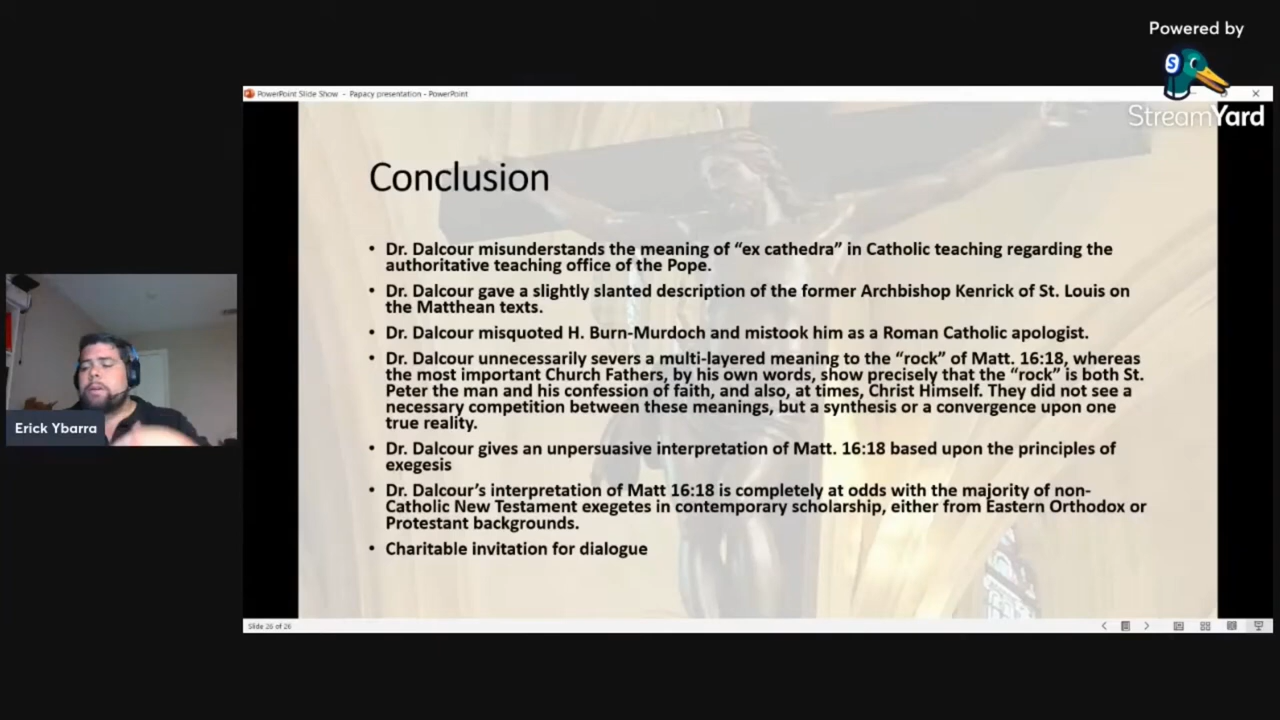 Powered by
StreamYard
PowerPoint Slide Show - Papacy presentation - PowerPoint
Conclusion
• Dr. Dalcour misunderstands the meaning of “ex cathedra” in Catholic teaching regarding the
authoritative teaching office of the Pope.
• Dr. Dalcour gave a slightly slanted description of the former Archbishop Kenrick of St. Louis on
the Matthean texts.
• Dr. Dalcour misquoted H. Burn-Murdoch and mistook him as a Roman Catholic apologist.
• Dr. Dalcour unnecessarily severs a multi-layered meaning to the “rock” of Matt. 16:18, whereas
the most important Church Fathers, by his own words, show precisely that the “rock” is both St.
Peter the man and his confession of faith, and also, at times, Christ Himself. They did not see a
necessary competition between these meanings, but a synthesis or a convergence upon one
true reality.
• Dr. Dalcour gives an unpersuasive interpretation of Matt. 16:18 based upon the principles of
exegesis
• Dr. Dalcour’s interpretation of Matt 16:18 is completely at odds with the majority of non-
Catholic New Testament exegetes in contemporary scholarship, either from Eastern Orthodox or
Protestant backgrounds.
• Charitable invitation for dialogue
Erick Ybarra
Slide 26 of 26